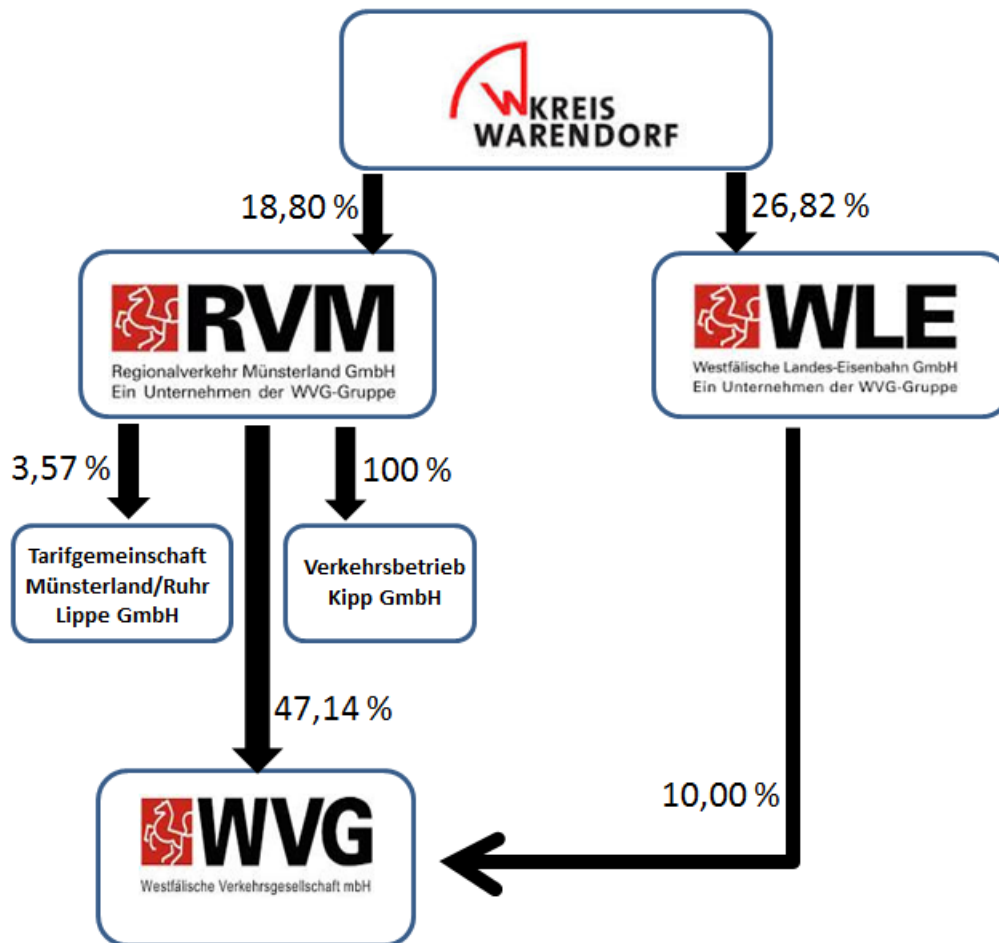 KREIS
WARENDORF
18,80 %
26,82 %
RVM
Regionalverkehr Münsterland GmbH
Ein Unternehmen der WVG-Gruppe
WLE
Westfälische Landes-Eisenbahn GmbH
Ein Unternehmen der WVG-Gruppe
3,57 %
100 %
Tarifgemeinschaft
Münsterland/Ruhr
Lippe GmbH
Verkehrsbetrieb
Kipp GmbH
47,14 %
10,00 %
WVG
Westfälische Verkehrsgesellschaft mbH